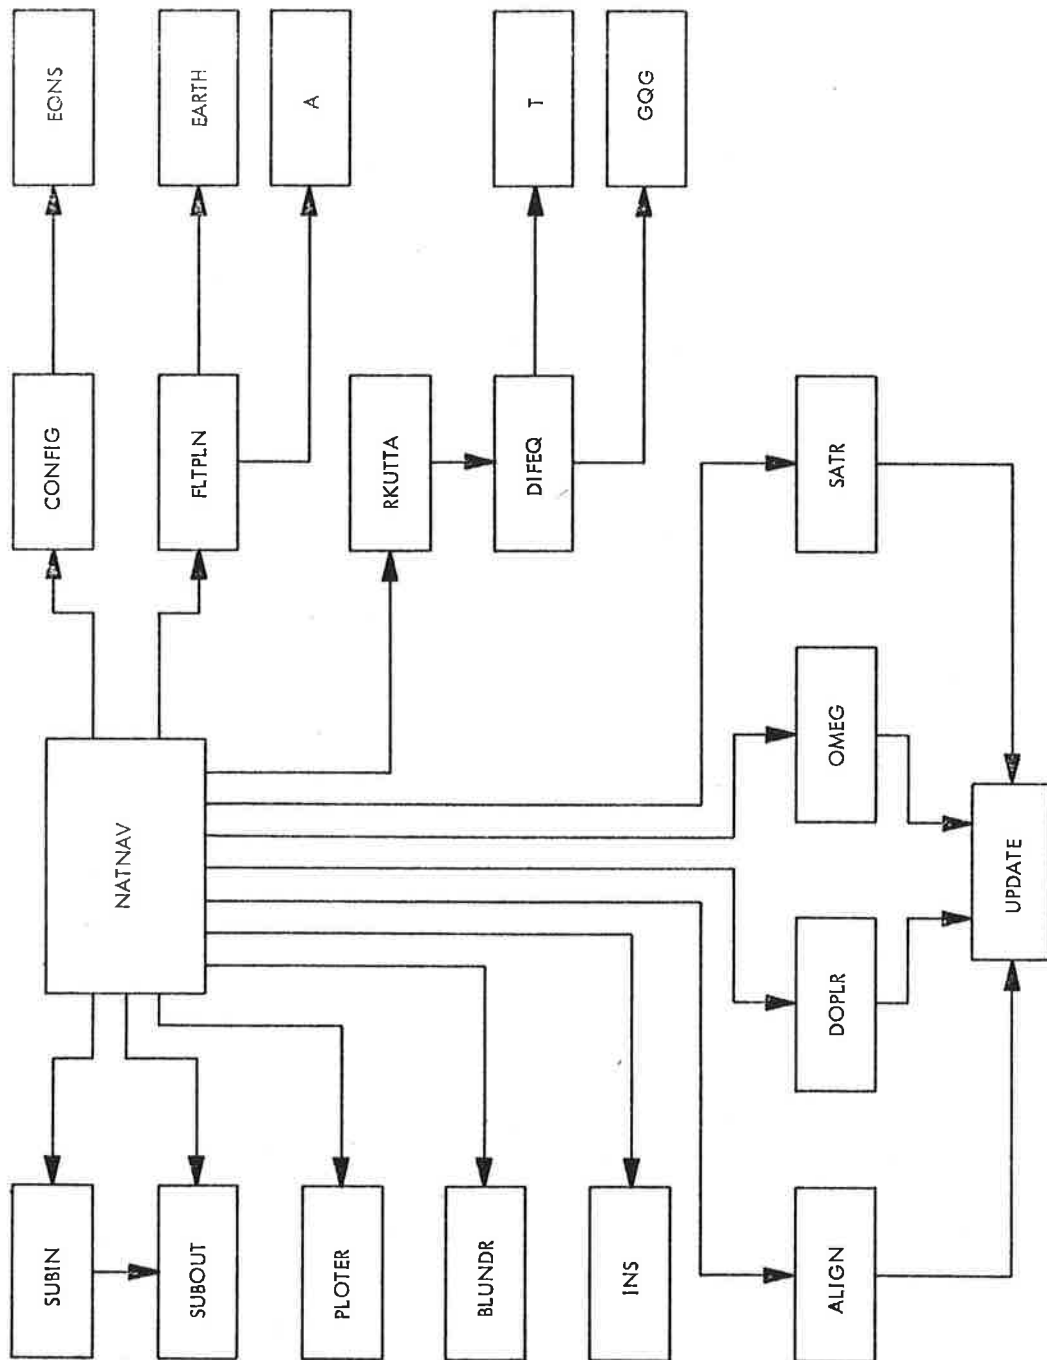 SUBIN
CONFIG
EQNS
NATNAV
SUBOUT
FLTPLN
EARTH
A
PLOTER
RKUTTA
BLUNDR
DIFEQ
T
INS
GQG
ALIGN
DOPLR
OMEG
SATR
UPDATE